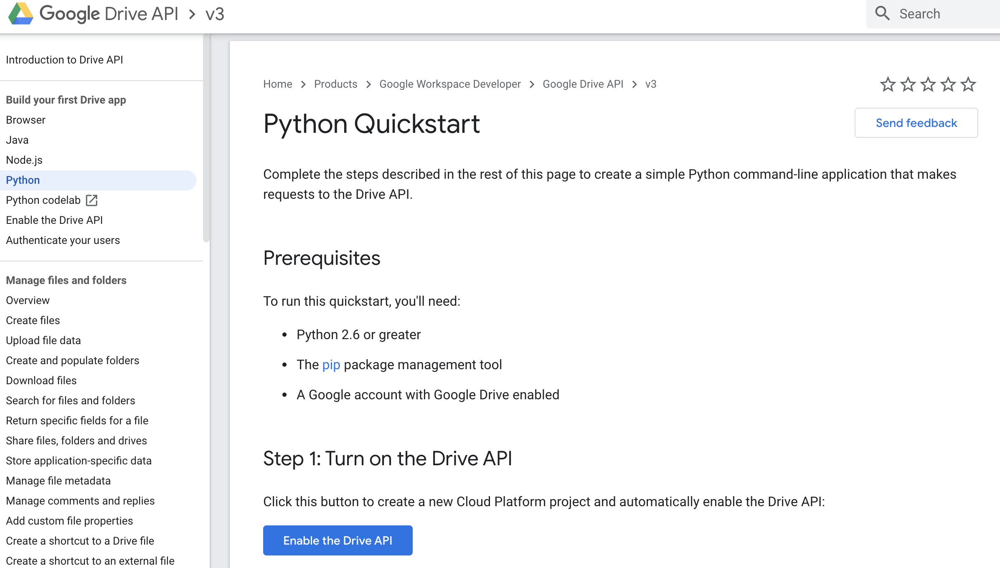 Google Drive API > v3
Search
Introduction to Drive API
Build your first Drive app
Browser
Java
Node.js
Python
Python codelab
Enable the Drive API
Authenticate your users
Manage files and folders
Overview
Create files
Upload file data
Create and populate folders
Download files
Search for files and folders
Return specific fields for a file
Share files, folders and drives
Store application-specific data
Manage file metadata
Manage comments and replies
Add custom file properties
Create a shortcut to a Drive file
Create a shortcut to an external file
Home > Products > Google Workspace Developer > Google Drive API > v3
Python Quickstart
Send feedback
Complete the steps described in the rest of this page to create a simple Python command-line application that makes
requests to the Drive API.
Prerequisites
To run this quickstart, you'll need:
• Python 2.6 or greater
• The pip package management tool
• A Google account with Google Drive enabled
Step 1: Turn on the Drive API
Click this button to create a new Cloud Platform project and automatically enable the Drive API:
Enable the Drive API